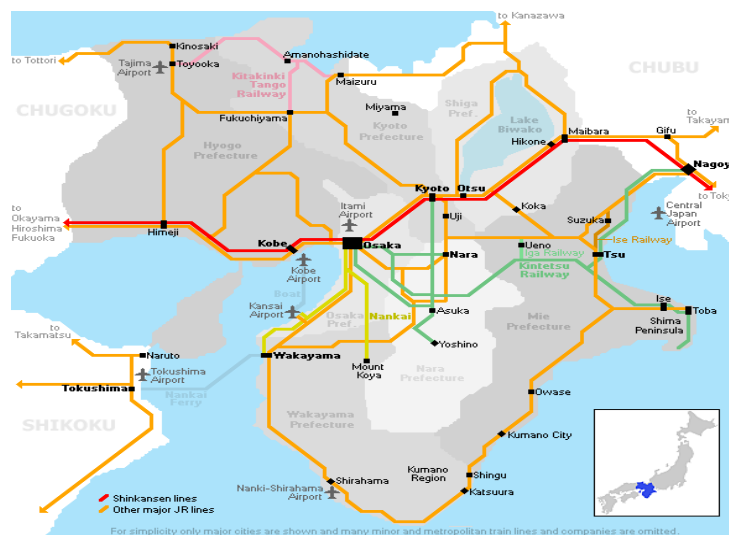 to Kanazawa
Kinosaki
to Tottori
Tajima
Airport
Toyooka
Amanohashidate
CHUBU
Kitakinki
Tango
Railway
Maizuru
CHUGOKU
Miyama
Shiga
Pref.
to
Takayam
Fukuchiyama
Kyoto
Prefecture
Lake
Biwako
Maibara
Gifu
Hyogo
Prefecture
Hikone
Nagoy
Kyoto
Otsu
to Toky
to
Okayama
Hiroshima
Fukuoka
Itami
Airport
Uji
Koka
Suzuka
Central
Japan
Airport
Himeji
Kobe
Osaka
Ueno
Ise Railway
Nara
Iga Railway
Tsu
Kobe
Airport
Kintetsu
Railway
Boat
Kansai
Airport
Osaka
Pref.
Nankai
Asuka
Ise
Toba
Mie
Prefecture
Shima
Peninsula
to
Takamatsu
Yoshino
Naruto
Wakayama
Mount
Koya
Nara
Prefecture
Tokushima
Airport
Tokushima
Nankai
Ferry
Owase
SHIKOKU
Wakayama
Prefecture
Kumano City
Kumano
Region
Shingu
Shirahama
Nanki-Shirahama
Airport
Katsuura
Shinkansen lines
Other major JR lines
For simplicity only major cities are shown and many minor and metropolitan train lines and companies are omitted.